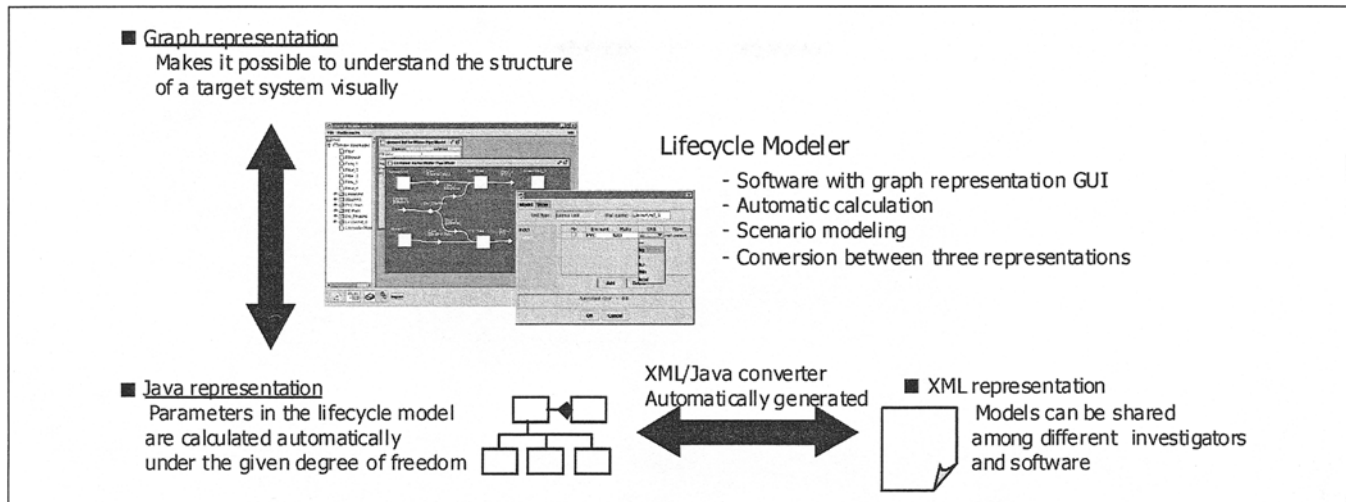 ■ Graph representation
Makes it possible to understand the structure
of a target system visually
Lifecycle Modeler
- Software with graph representation GUI
- Automatic calculation
- Scenario modeling
- Conversion between three representations
Add
OK Cancel
■ Java representation
Parameters in the lifecycle model
are calculated automatically
under the given degree of freedom
XML/Java converter
Automatically generated
■ XML representation
Models can be shared
among different investigators
and software